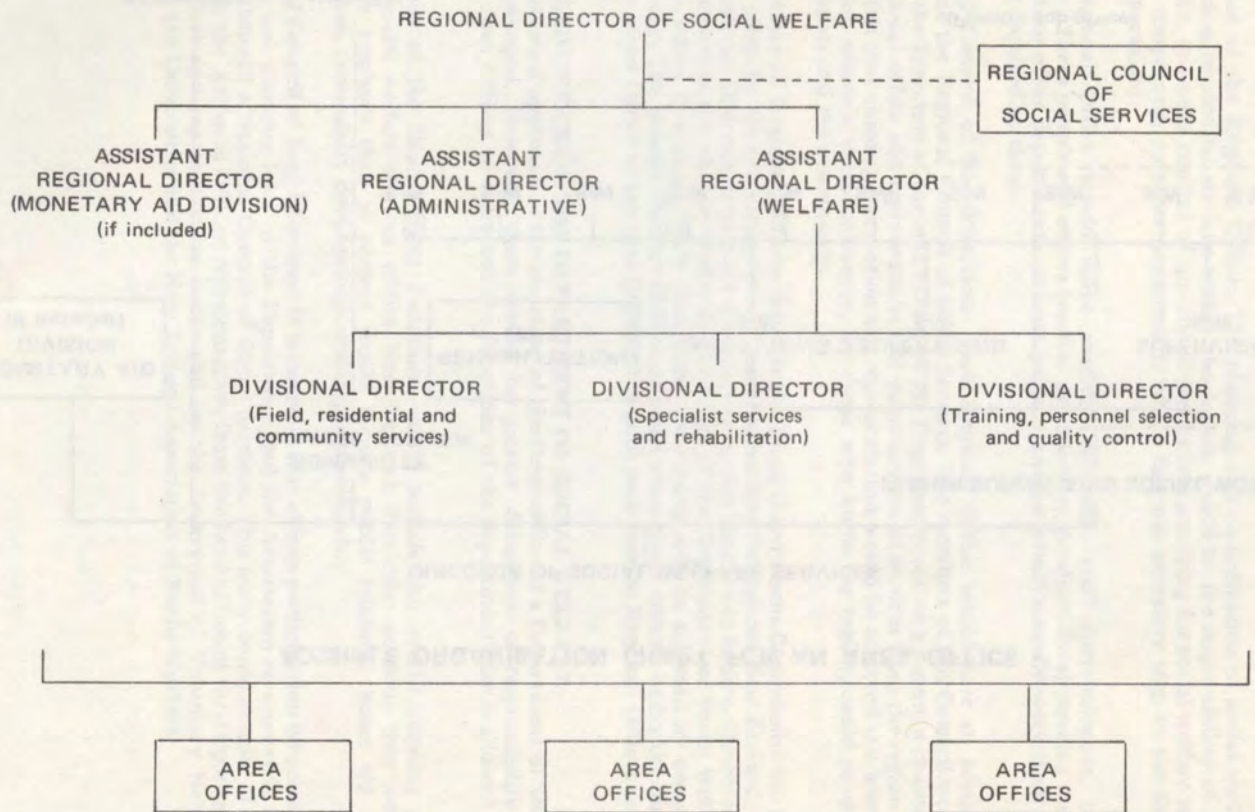 REGIONAL DIRECTOR OF SOCIAL WELFARE
REGIONAL COUNCIL
OF
SOCIAL SERVICES
ASSISTANT
REGIONAL DIRECTOR
(MONETARY AID DIVISION)
(if included)
ASSISTANT
REGIONAL DIRECTOR
(ADMINISTRATIVE)
ASSISTANT
REGIONAL DIRECTOR
(WELFARE)
DIVISIONAL DIRECTOR
(Field, residential and
community services)
DIVISIONAL DIRECTOR
(Specialist services
and rehabilitation)
DIVISIONAL DIRECTOR
(Training, personnel selection
and quality control)
AREA
OFFICES
AREA
OFFICES
AREA
OFFICES